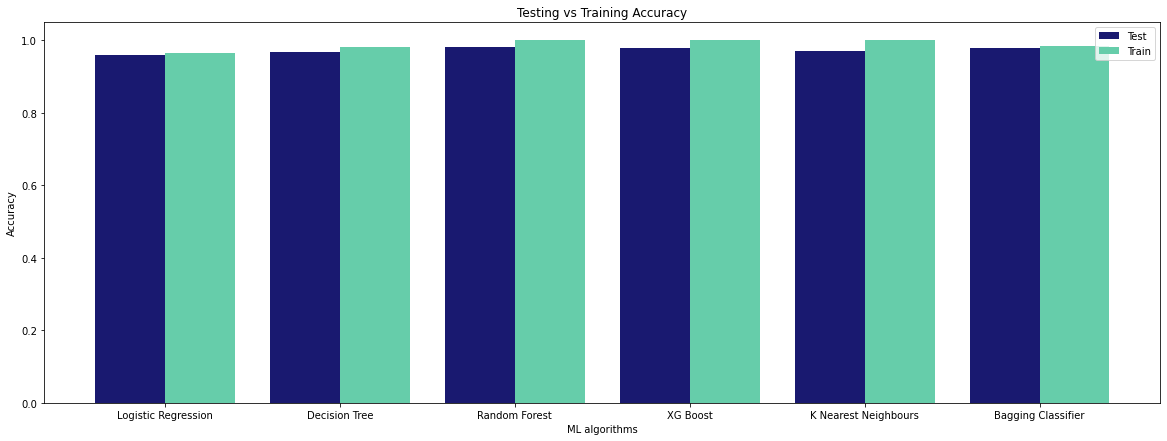 Testing vs Training Accuracy
Test
Train
Accuracy
1.0
0.8
0.6
0.4
0.2
0.0
Logistic Regression
Decision Tree
Random Forest
XG Boost
K Nearest Neighbours
Bagging Classifier
ML algorithms